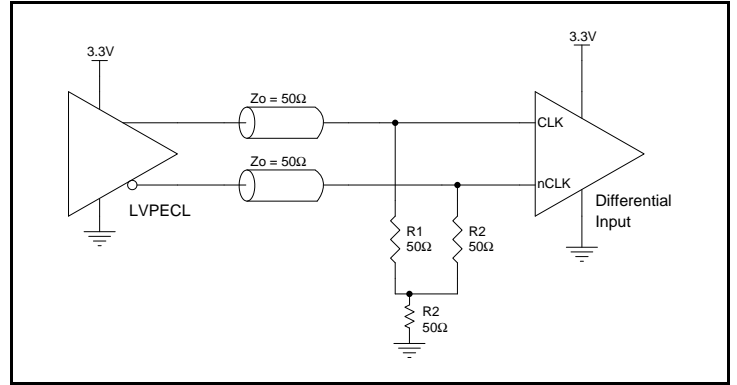 3.3V
3.3V
Zo = 50Ω
CLK
Zo = 50Ω
nCLK
LVPECL
Differential
Input
R1
50Ω
R2
50Ω
R2
50Ω